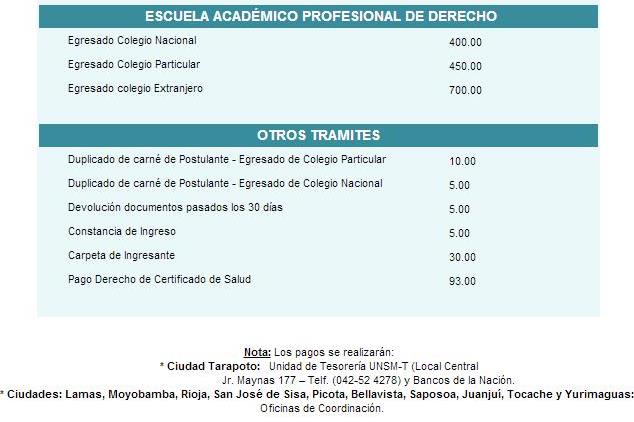 ESCUELA ACADÉMICO PROFESIONAL DE DERECHO
Egresado Colegio Nacional 400.00
Egresado Colegio Particular 450.00
Egresado colegio Extranjero 700.00
OTROS TRAMITES
Duplicado de carné de Postulante - Egresado de Colegio Particular 10.00
Duplicado de carné de Postulante - Egresado de Colegio Nacional 5.00
Devolución documentos pasados los 30 días 5.00
Constancia de Ingreso 5.00
Carpeta de Ingresante 30.00
Pago Derecho de Certificado de Salud 93.00
Nota: Los pagos se realizarán:
* Ciudad Tarapoto: Unidad de Tesorería UNSM-T (Local Central
Jr. Maynas 177 – Telf. (042-52 4278) y Bancos de la Nación.
* Ciudades: Lamas, Moyobamba, Rioja, San José de Sisa, Picota, Bellavista, Saposoa, Juanjuí, Tocache y Yurimaguas:
Oficinas de Coordinación.